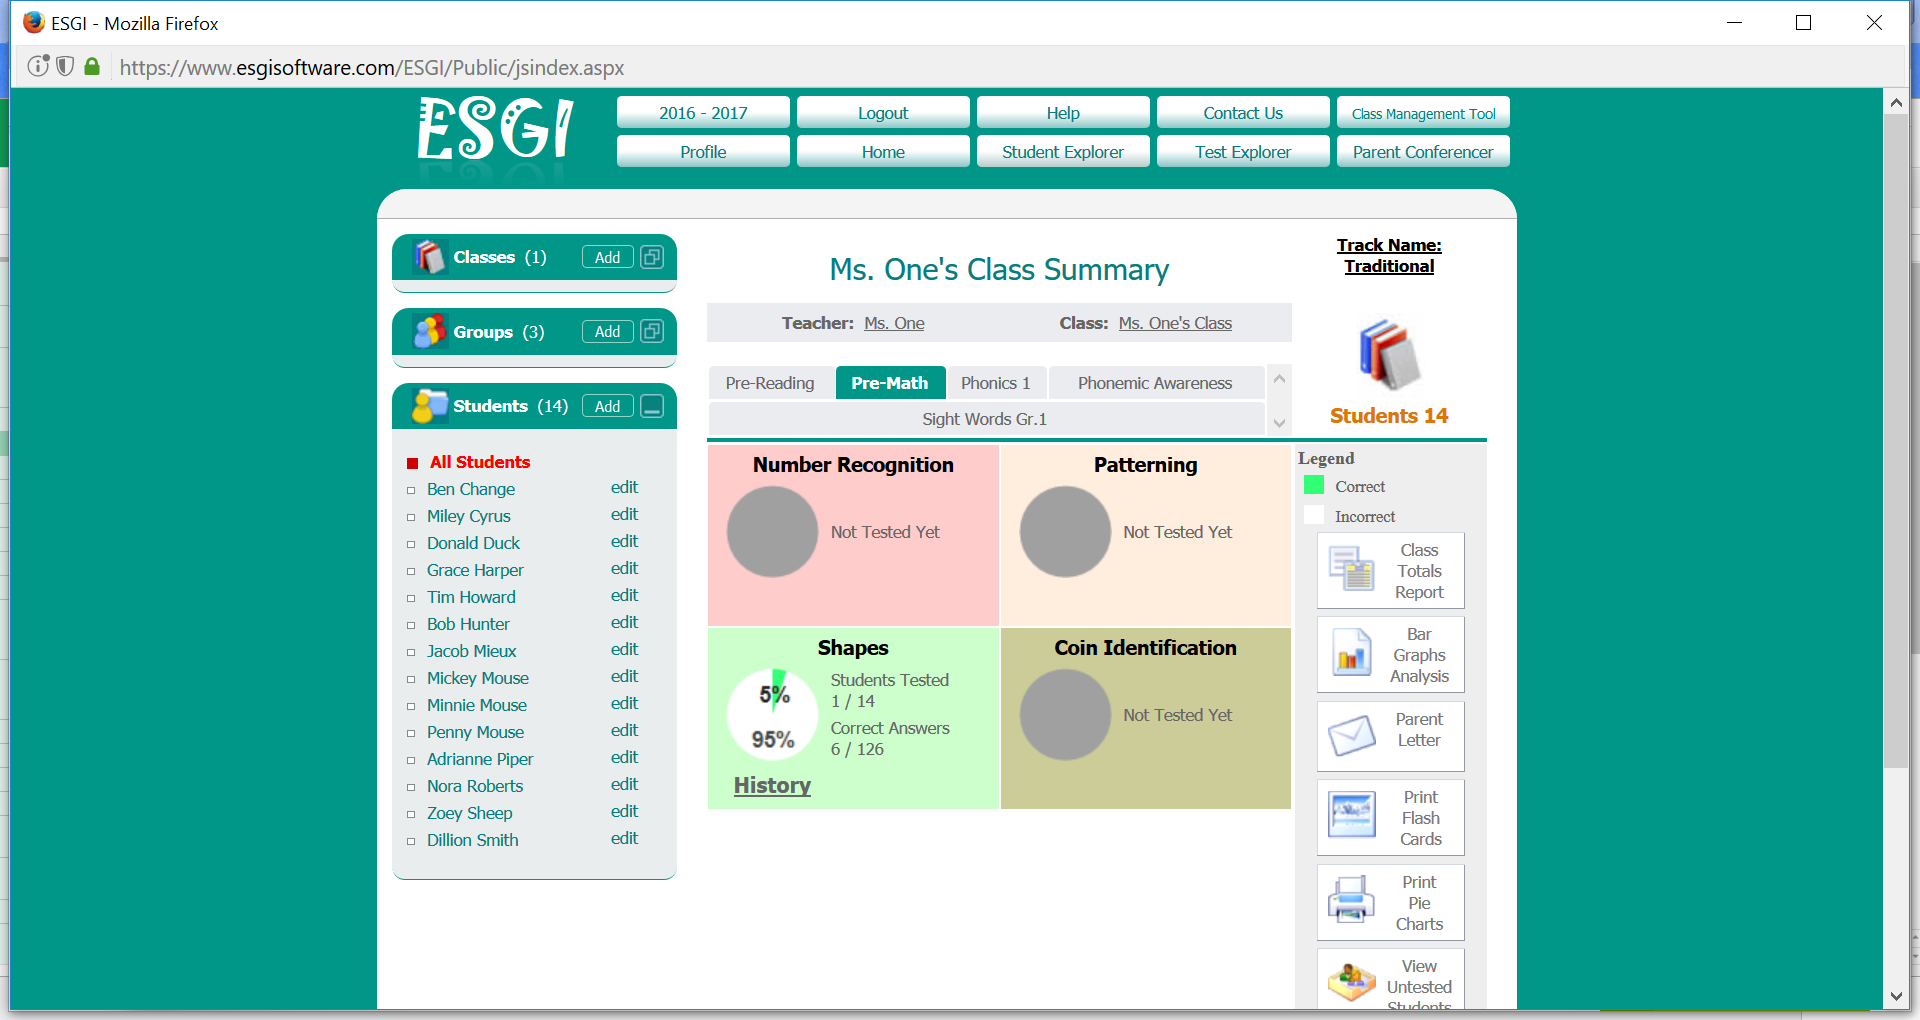 ESGI - Mozilla Firefox
https://www.esgisoftware.com/ESGI/Public/jsindex.aspx
ESGI
2016 - 2017
Logout
Help
Contact Us
Class Management Tool
Profile
Home
Student Explorer
Test Explorer
Parent Conferencer
Classes (1) Add
Groups (3) Add
Students (14) Add
All Students
Ben Change edit
Miley Cyrus edit
Donald Duck edit
Grace Harper edit
Tim Howard edit
Bob Hunter edit
Jacob Mieux edit
Mickey Mouse edit
Minnie Mouse edit
Penny Mouse edit
Adrianne Piper edit
Nora Roberts edit
Zoey Sheep edit
Dillion Smith edit
Ms. One's Class Summary
Teacher: Ms. One Class: Ms. One's Class
Pre-Reading Pre-Math Phonics 1 Phonemic Awareness
Sight Words Gr.1
Number Recognition
Not Tested Yet
Patterning
Not Tested Yet
Shapes
5%
95%
Students Tested
1 / 14
Correct Answers
6 / 126
History
Coin Identification
Not Tested Yet
Track Name:
Traditional
Students 14
Legend
Correct
Incorrect
Class
Totals
Report
Bar
Graphs
Analysis
Parent
Letter
Print
Flash
Cards
Print
Pie
Charts
View
Untested
Students